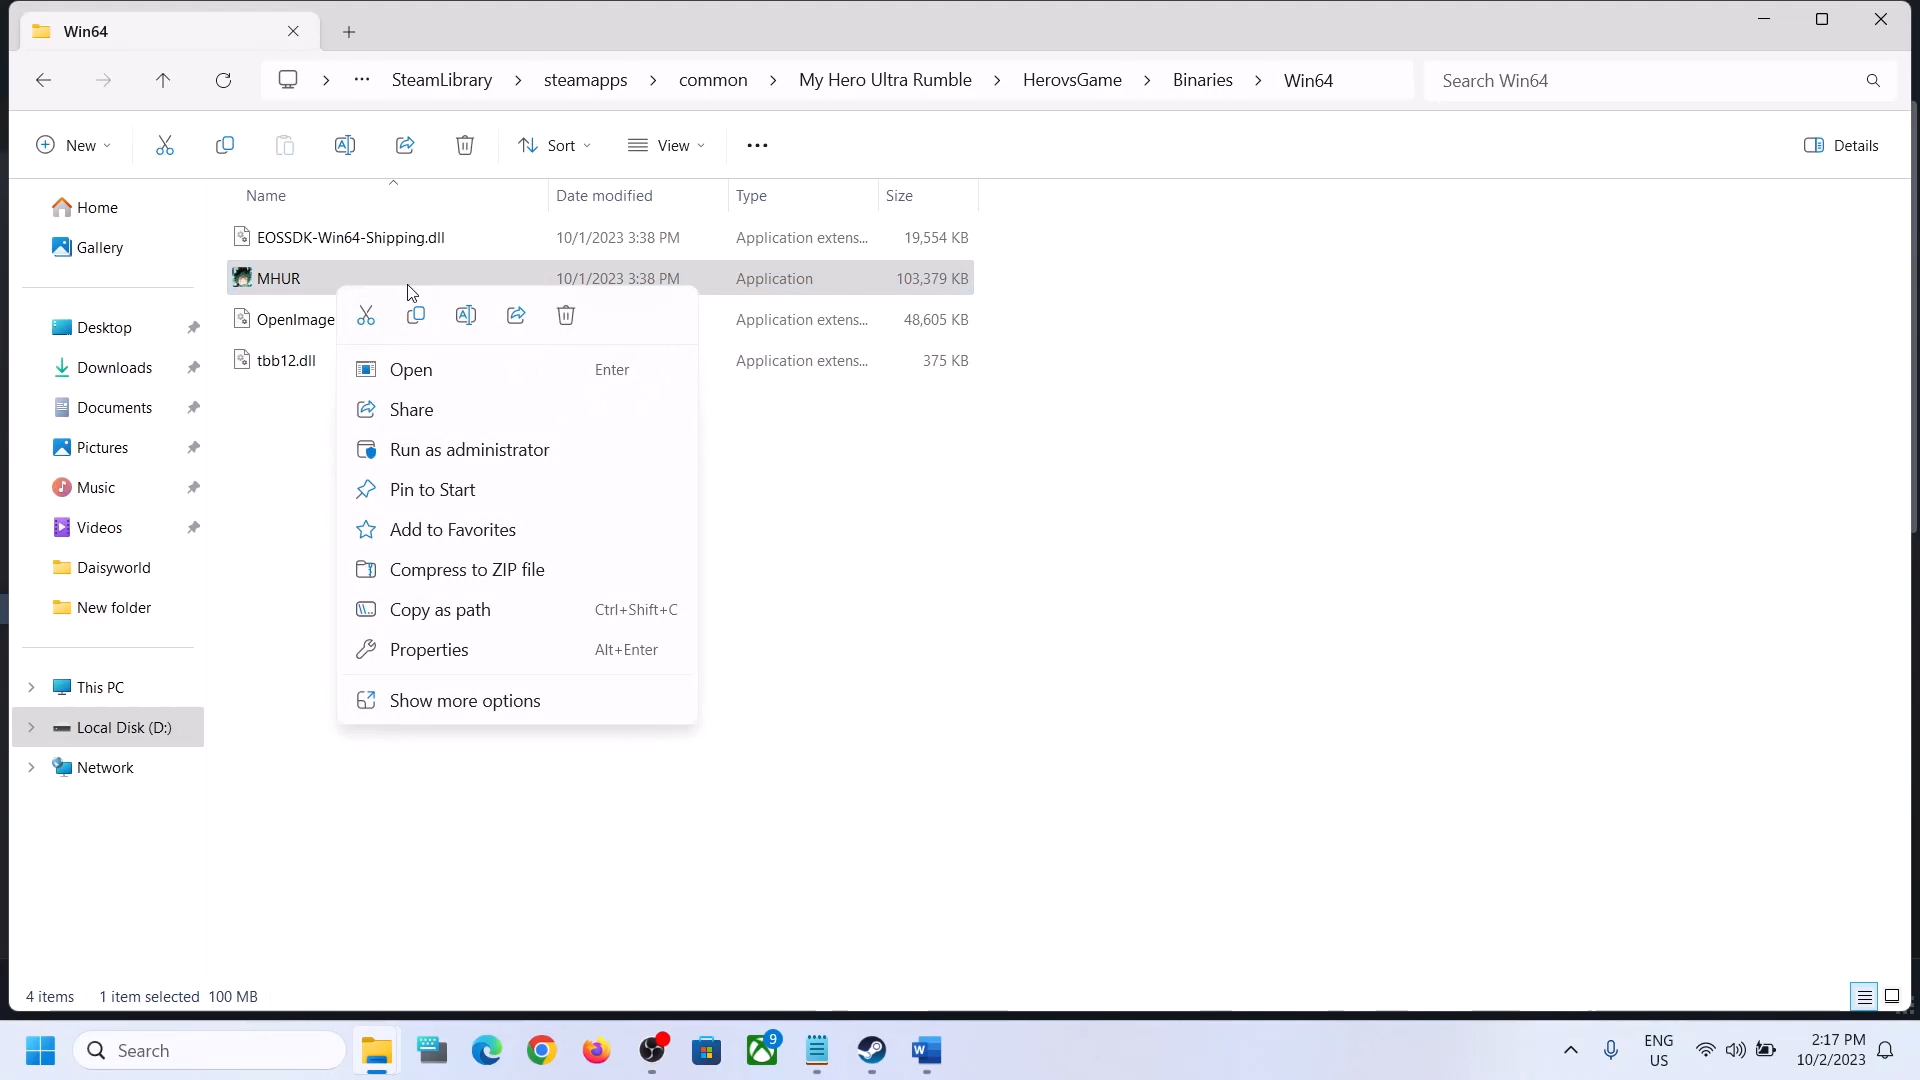 Win64
SteamLibrary
steamapps
common
My Hero Ultra Rumble
HerovsGame
Binaries
Win64
Search Win64
New
Sort
View
Details
Name
Date modified
Type
Size
Home
Gallery
Desktop
Downloads
Documents
Pictures
Music
Videos
Daisyworld
New folder
This PC
Local Disk (D:)
Network
EOSSDK-Win64-Shipping.dll 10/1/2023 3:38 PM Application extens... 19,554 KB
MHUR 10/1/2023 3:38 PM Application 103,379 KB
OpenImage Application extens... 48,605 KB
tbb12.dll Application extens... 375 KB
Open Enter
Share
Run as administrator
Pin to Start
Add to Favorites
Compress to ZIP file
Copy as path Ctrl+Shift+C
Properties Alt+Enter
Show more options
4 items 1 item selected 100 MB
Search
9
ENG
US
2:17 PM
10/2/2023